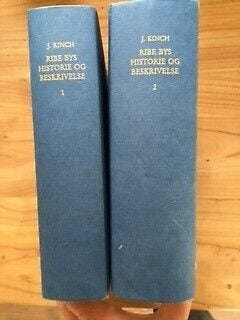 J. KINCH
RIBE BYS
HISTORIE OG
BESKRIVELSE
1
J. KINCH
RIBE BYS
HISTORIE OG
BESKRIVELSE
2